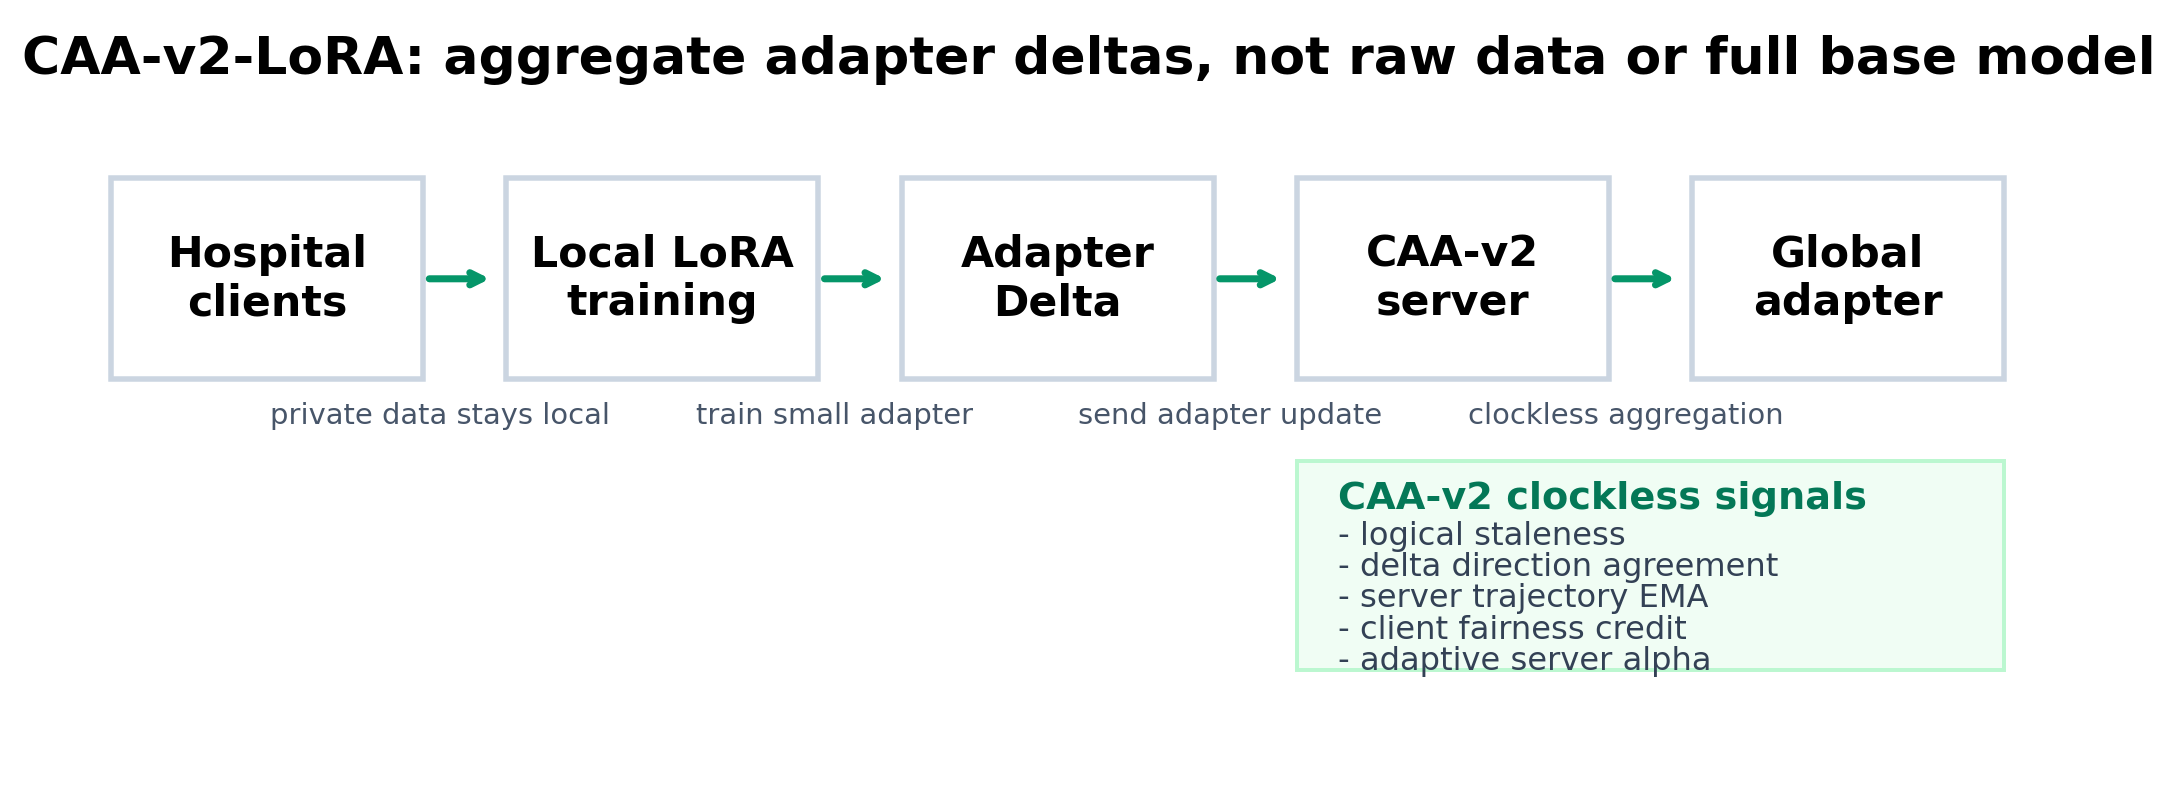 CAA-v2-LoRA: aggregate adapter deltas, not raw data or full base model
Hospital
clients
Local LoRA
training
Adapter
Delta
CAA-v2
server
Global
adapter
private data stays local
train small adapter
send adapter update
clockless aggregation
CAA-v2 clockless signals
- logical staleness
- delta direction agreement
- server trajectory EMA
- client fairness credit
- adaptive server alpha